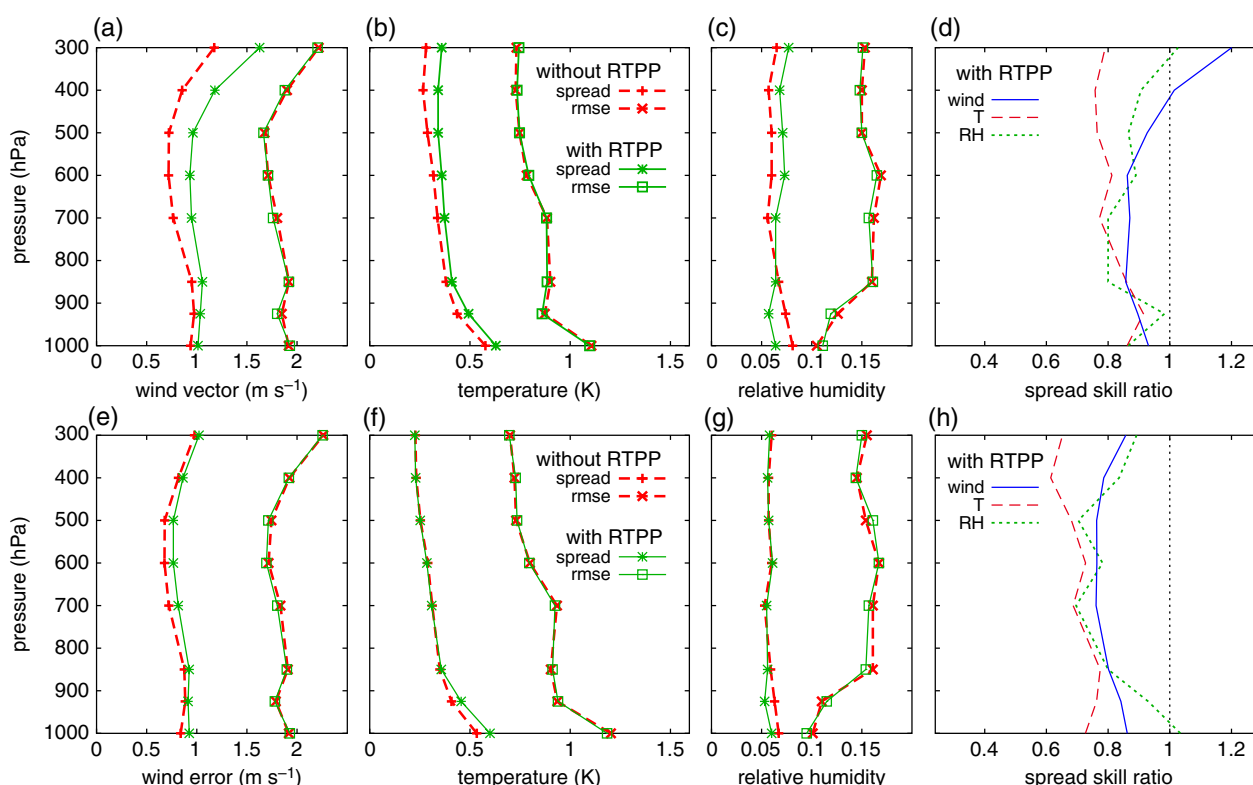 (a) (b) (c) (d)
300 400 500 600 700 800 900 1000
pressure (hPa)
without RTPP
spread
rmse
with RTPP
spread
rmse
with RTPP
wind
T
RH
0 0.5 1 1.5 2
0 0.5 1 1.5
0 0.05 0.1 0.15 0.2
0.4 0.6 0.8 1 1.2
wind vector (m s⁻¹)
temperature (K)
relative humidity
spread skill ratio
(e) (f) (g) (h)
300 400 500 600 700 800 900 1000
pressure (hPa)
without RTPP
spread
rmse
with RTPP
spread
rmse
with RTPP
wind
T
RH
0 0.5 1 1.5 2
0 0.5 1 1.5
0 0.05 0.1 0.15 0.2
0.4 0.6 0.8 1 1.2
wind error (m s⁻¹)
temperature (K)
relative humidity
spread skill ratio